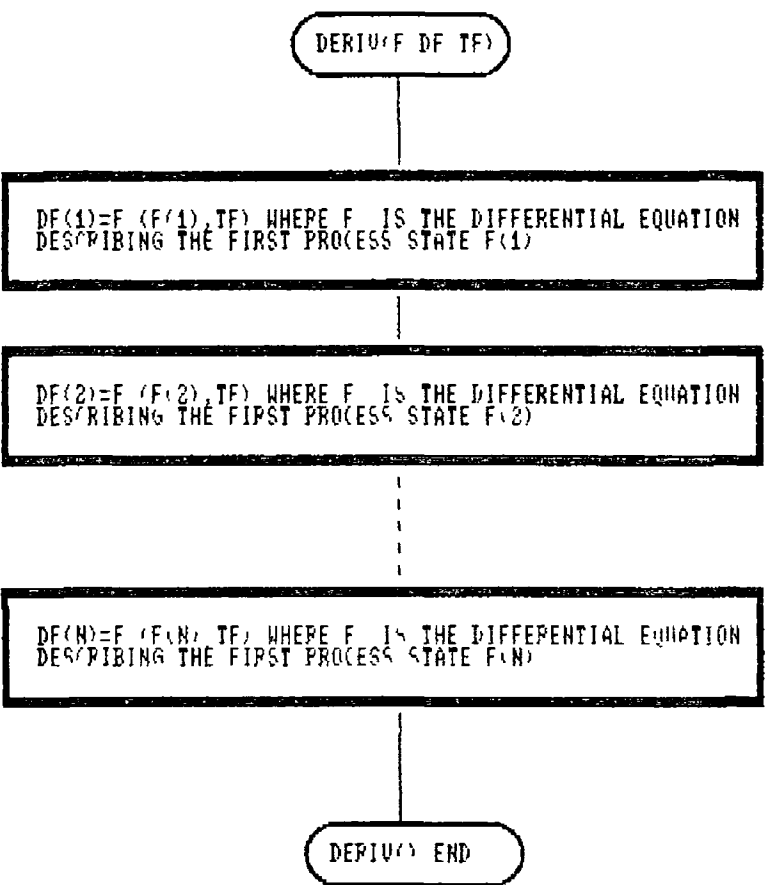 DERIV(F DF TF)
DF(1)=F (F(1),TF) WHERE F IS THE DIFFERENTIAL EQUATION
DESCRIBING THE FIRST PROCESS STATE F(1)
DF(2)=F (F(2),TF) WHERE F IS THE DIFFERENTIAL EQUATION
DESCRIBING THE FIRST PROCESS STATE F(2)
DF(N)=F (F(N) TF) WHERE F IS THE DIFFERENTIAL EQUATION
DESCRIBING THE FIRST PROCESS STATE F(N)
DERIV() END